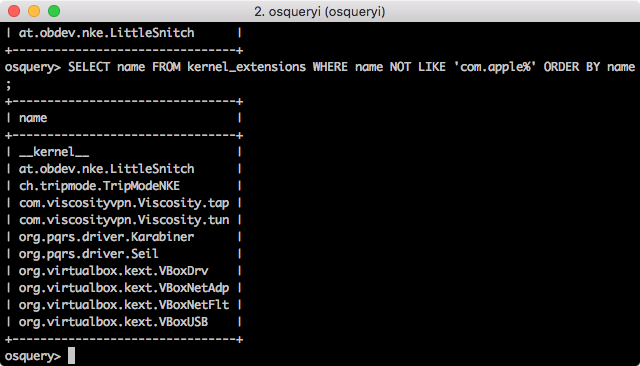 2. osqueryi (osqueryi)
| at.obdev.nke.LittleSnitch     |
+-------------------------------+
osquery> SELECT name FROM kernel_extensions WHERE name NOT LIKE 'com.apple%' ORDER BY name
;
+-------------------------------+
| name                          |
+-------------------------------+
| __kernel__                    |
| at.obdev.nke.LittleSnitch     |
| ch.tripmode.TripModeNKE       |
| com.viscosityvpn.Viscosity.tap |
| com.viscosityvpn.Viscosity.tun |
| org.pqrs.driver.Karabiner     |
| org.pqrs.driver.Seil          |
| org.virtualbox.kext.VBoxDrv   |
| org.virtualbox.kext.VBoxNetAdp |
| org.virtualbox.kext.VBoxNetFlt |
| org.virtualbox.kext.VBoxUSB   |
+-------------------------------+
osquery>